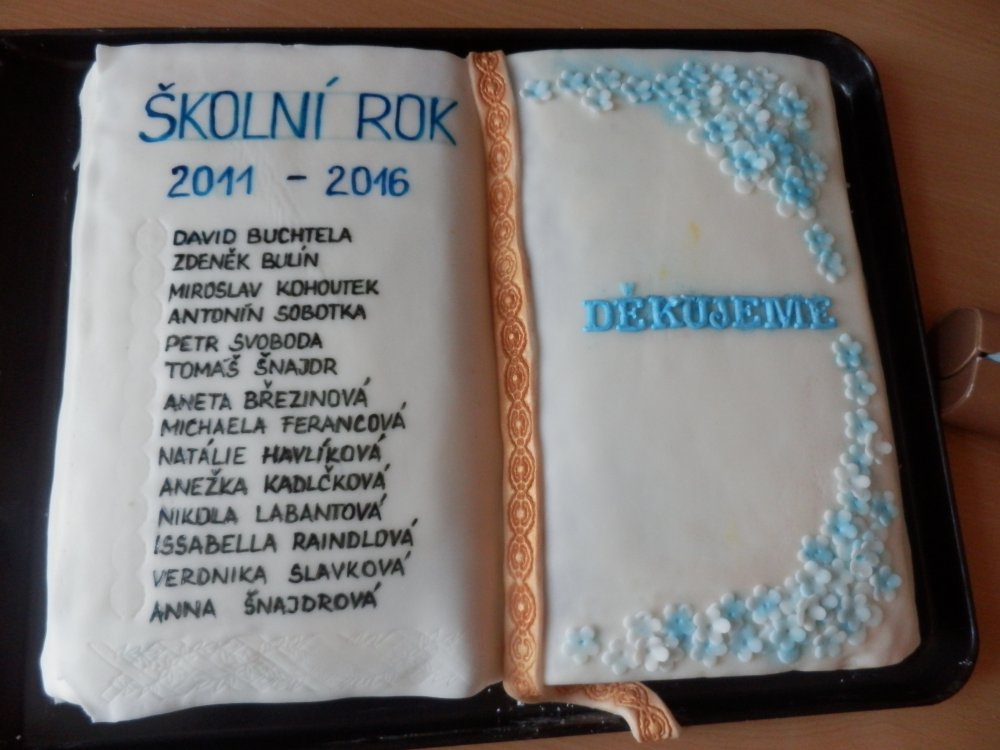 ŠKOLNÍ ROK
2011 - 2016
DAVID BUCHTELA
ZDENĚK BULÍN
MIROSLAV KOHOUTEK
ANTONÍN SOBOTKA
PETR SVOBODA
TOMÁŠ ŠNAJDR
ANETA BŘEZINOVÁ
MICHAELA FERANCOVÁ
NATÁLIE HAVLÍKOVÁ
ANEŽKA KADLČKOVÁ
NIKOLA LABANTOVÁ
ISSABELLA RAINDLOVÁ
VERONIKA SLAVKOVÁ
ANNA ŠNAJDROVÁ
DĚKUJEME